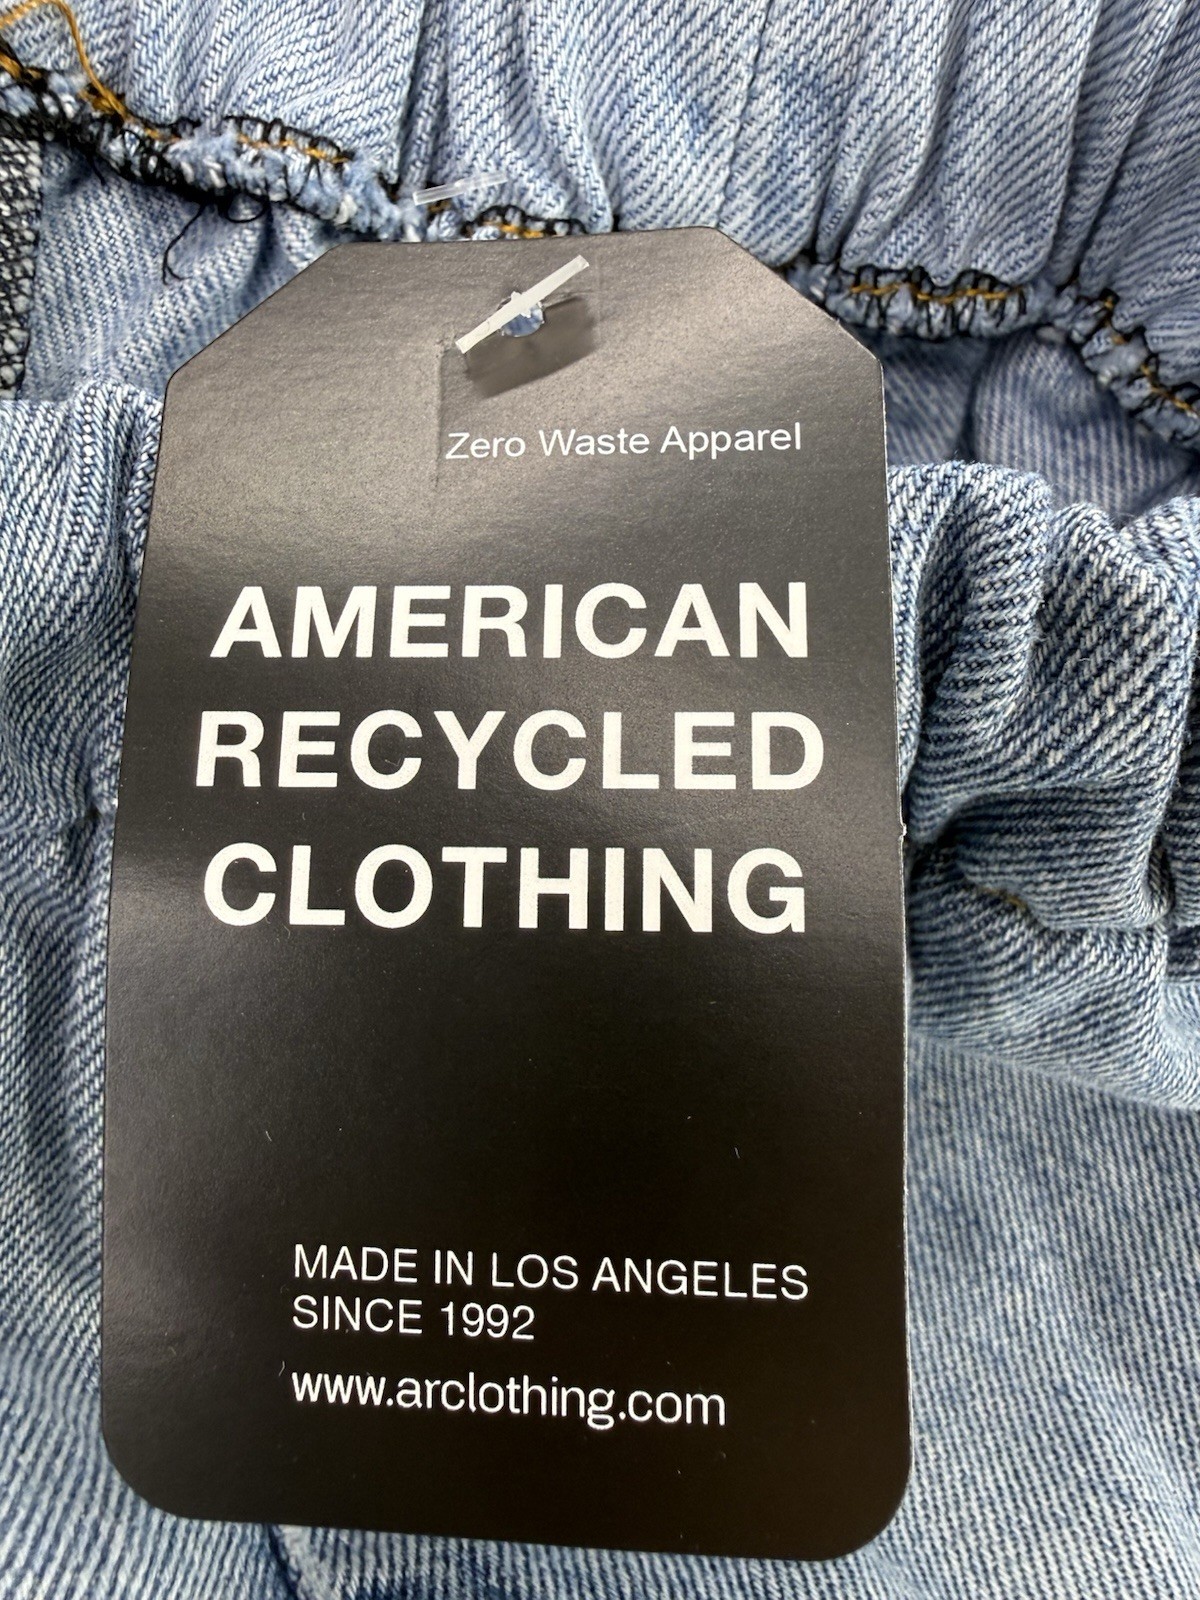 Zero Waste Apparel
AMERICAN
RECYCLED
CLOTHING
MADE IN LOS ANGELES
SINCE 1992
www.arclothing.com